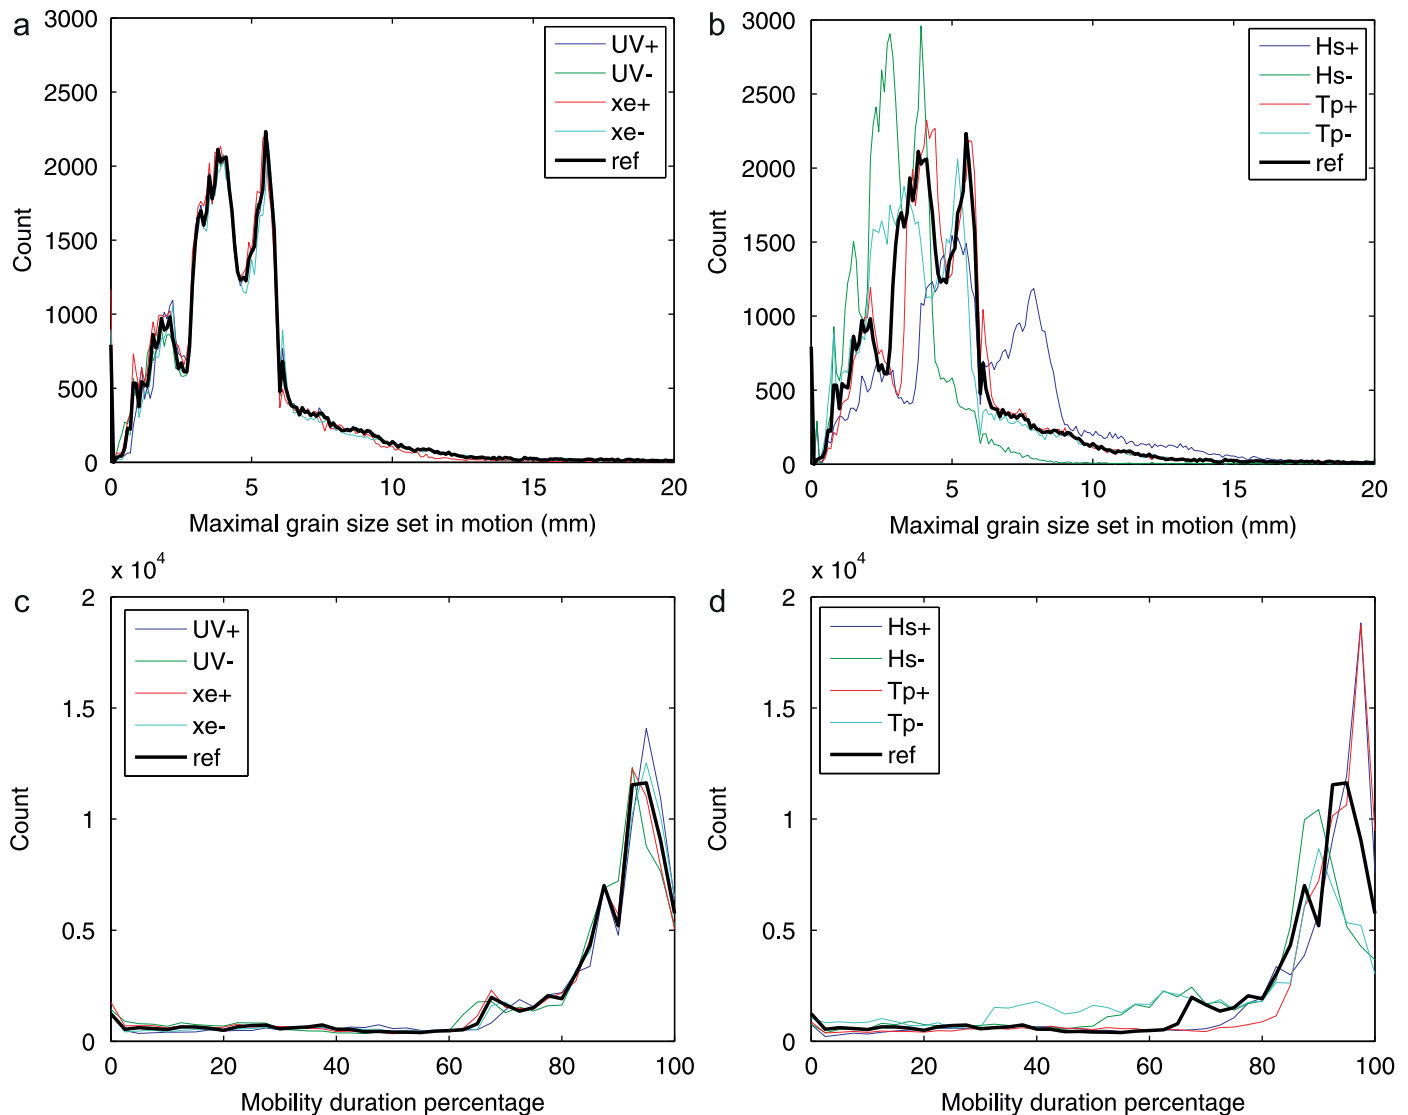 a
3000
2500
2000
1500
1000
500
0
Count
UV+
UV-
xe+
xe-
ref
0 5 10 15 20
Maximal grain size set in motion (mm)
b
3000
2500
2000
1500
1000
500
0
Count
Hs+
Hs-
Tp+
Tp-
ref
0 5 10 15 20
Maximal grain size set in motion (mm)
c
x 10^4
2
1.5
1
0.5
0
Count
UV+
UV-
xe+
xe-
ref
0 20 40 60 80 100
Mobility duration percentage
d
x 10^4
2
1.5
1
0.5
0
Count
Hs+
Hs-
Tp+
Tp-
ref
0 20 40 60 80 100
Mobility duration percentage